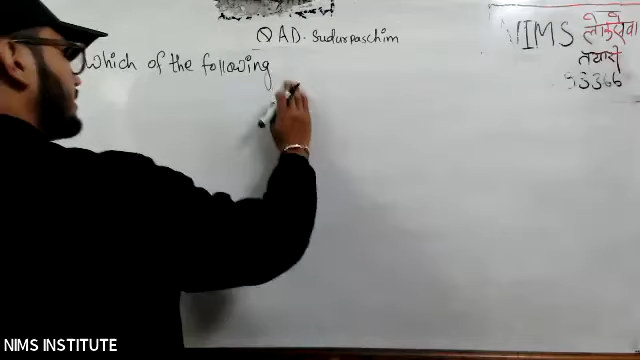 Q AD. Sudurpaschim
which of the following
NIMS लोकसेवा
तयारी
53366
NIMS INSTITUTE